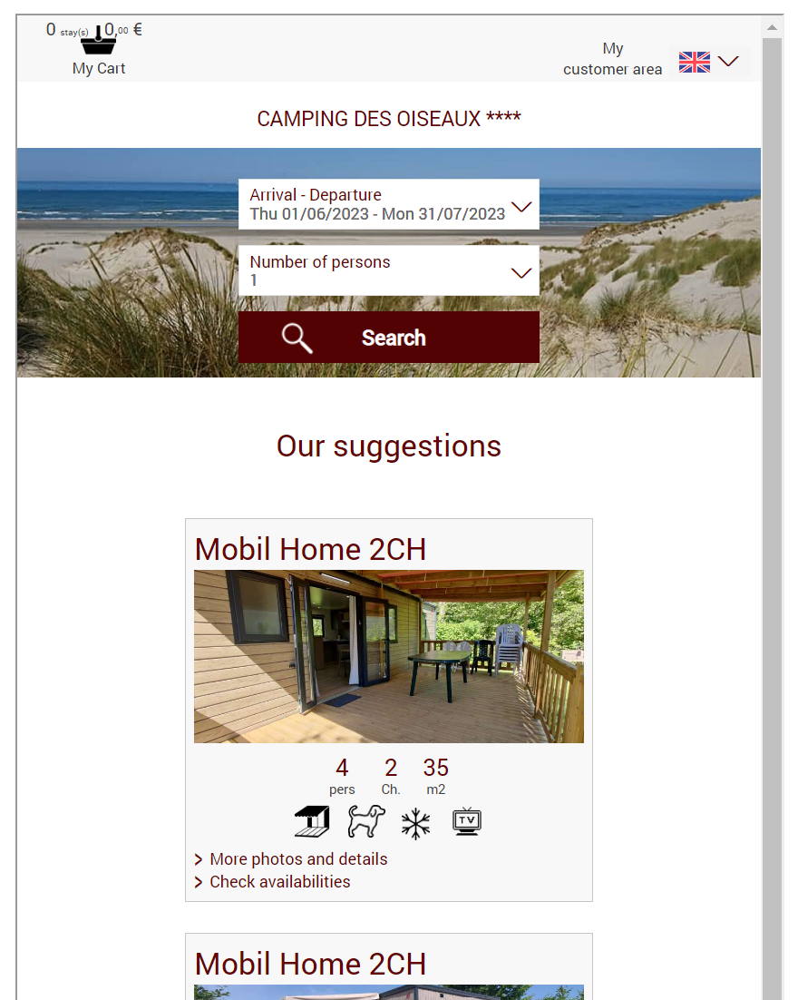 0 stay(s) 0,00 €
My Cart
My
customer area
CAMPING DES OISEAUX ****
Arrival - Departure
Thu 01/06/2023 - Mon 31/07/2023
Number of persons
1
Search
Our suggestions
Mobil Home 2CH
4 2 35
pers Ch. m2
TV
> More photos and details
> Check availabilities
Mobil Home 2CH